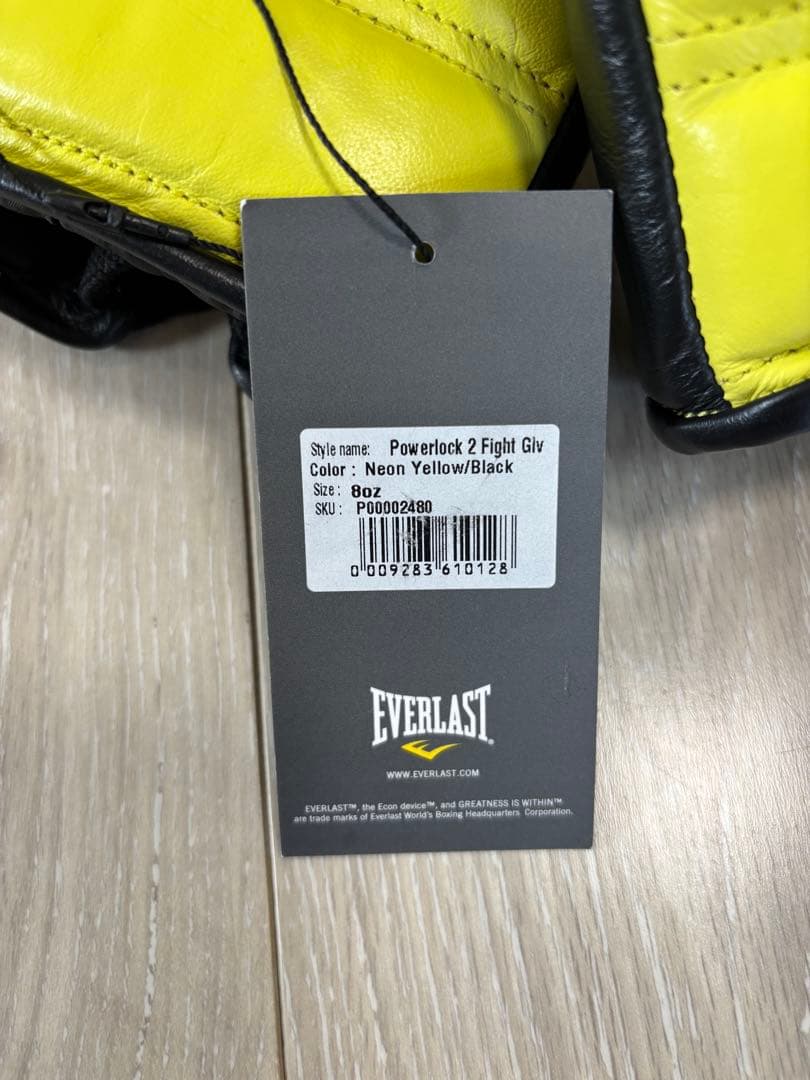 Style name: Powerlock 2 Fight Glv
Color : Neon Yellow/Black
Size : 8oz
SKU : P00002480
0 009283 610128
EVERLAST.
WWW.EVERLAST.COM
EVERLAST™, the Econ device™, and GREATNESS IS WITHIN™
are trade marks of Everlast World's Boxing Headquarters Corporation.